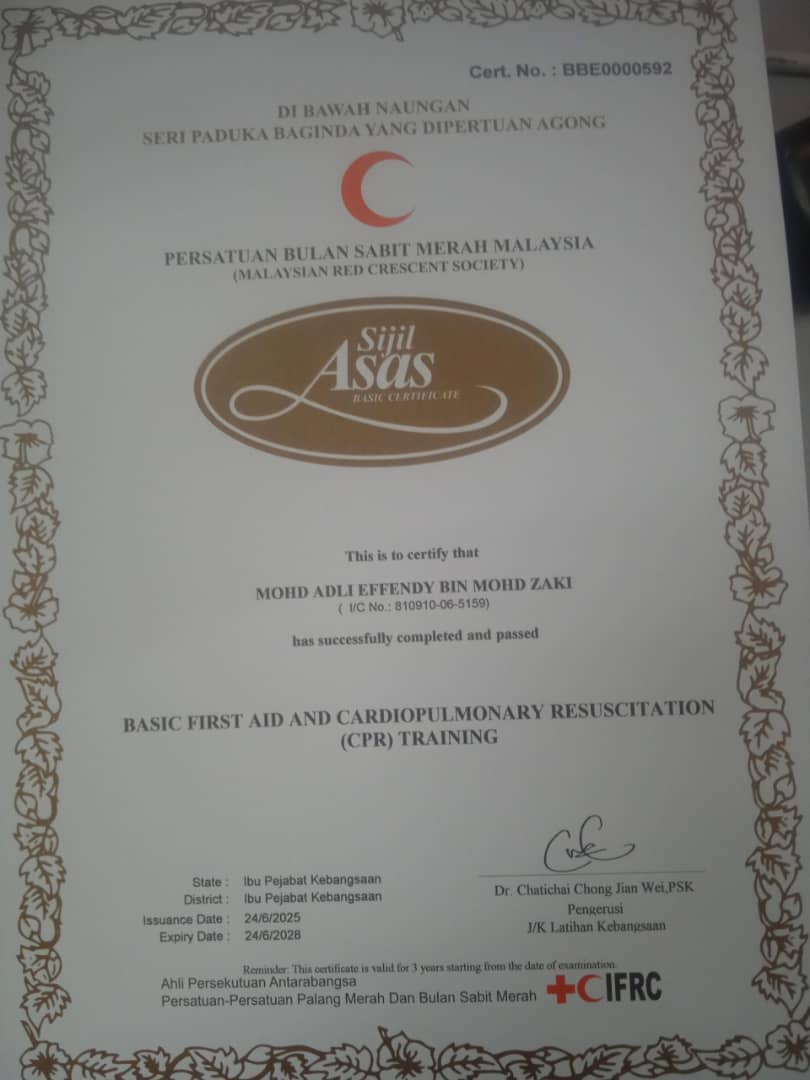 Cert. No. : BBE0000592
DI BAWAH NAUNGAN
SERI PADUKA BAGINDA YANG DIPERTUAN AGONG
PERSATUAN BULAN SABIT MERAH MALAYSIA
(MALAYSIAN RED CRESCENT SOCIETY)
Sijil
Asas
BASIC CERTIFICATE
This is to certify that
MOHD ADLI EFFENDY BIN MOHD ZAKI
( I/C No.: 810910-06-5159)
has successfully completed and passed
BASIC FIRST AID AND CARDIOPULMONARY RESUSCITATION
(CPR) TRAINING
State : Ibu Pejabat Kebangsaan
District : Ibu Pejabat Kebangsaan
Issuance Date : 24/6/2025
Expiry Date : 24/6/2028
Dr. Chatichai Chong Jian Wei,PSK
Pengerusi
J/K Latihan Kebangsaan
Reminder: This certificate is valid for 3 years starting from the date of examination.
Ahli Persekutuan Antarabangsa
Persatuan-Persatuan Palang Merah Dan Bulan Sabit Merah
IFRC